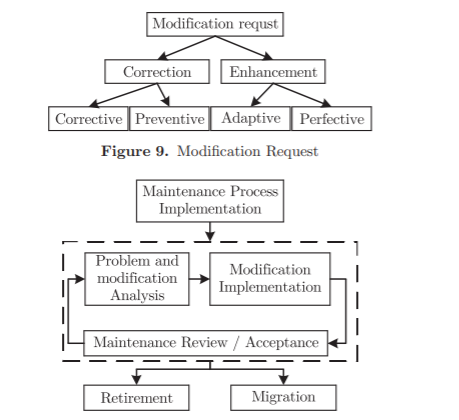 Modification requst
Correction
Enhancement
Corrective
Preventive
Adaptive
Perfective
Figure 9. Modification Request
Maintenance Process
Implementation
Problem and
modification
Analysis
Modification
Implementation
Maintenance Review / Acceptance
Retirement
Migration